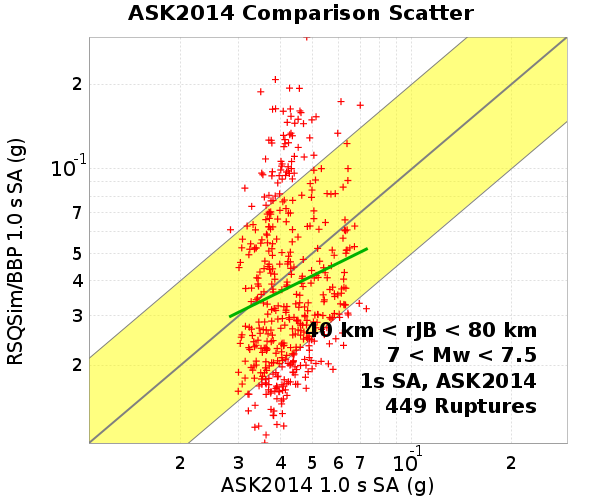 ASK2014 Comparison Scatter
RSQSim/BBP 1.0 s SA (g)
2
10-1
7
5
4
3
2
40 km < rJB < 80 km
7 < Mw < 7.5
1s SA, ASK2014
449 Ruptures
2 3 4 5 6 7 10-1 2
ASK2014 1.0 s SA (g)